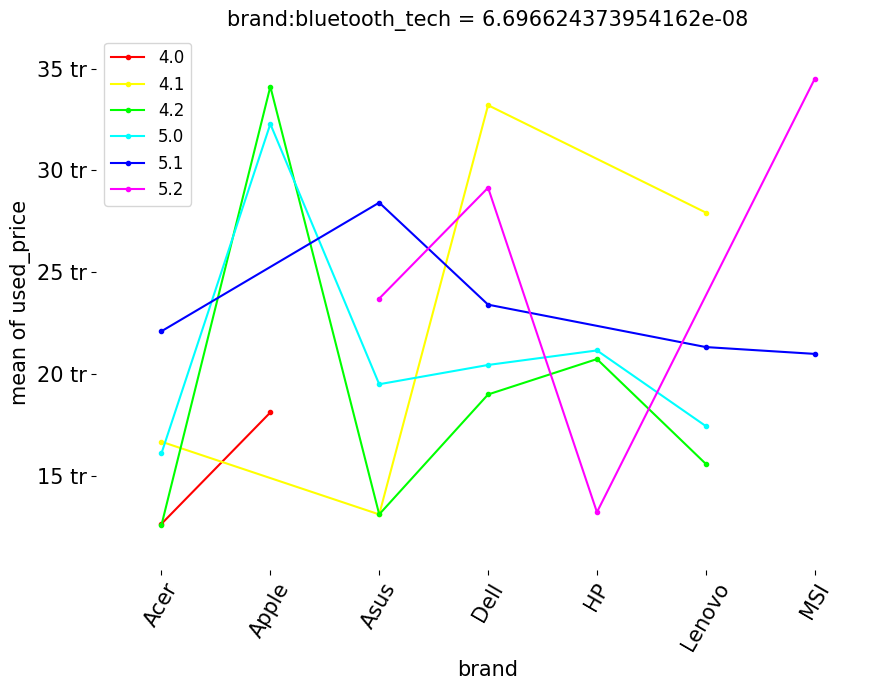 brand:bluetooth_tech = 6.696624373954162e-08
4.0
4.1
4.2
5.0
5.1
5.2
35 tr
30 tr
25 tr
20 tr
15 tr
mean of used_price
Acer
Apple
Asus
Dell
HP
Lenovo
MSI
brand